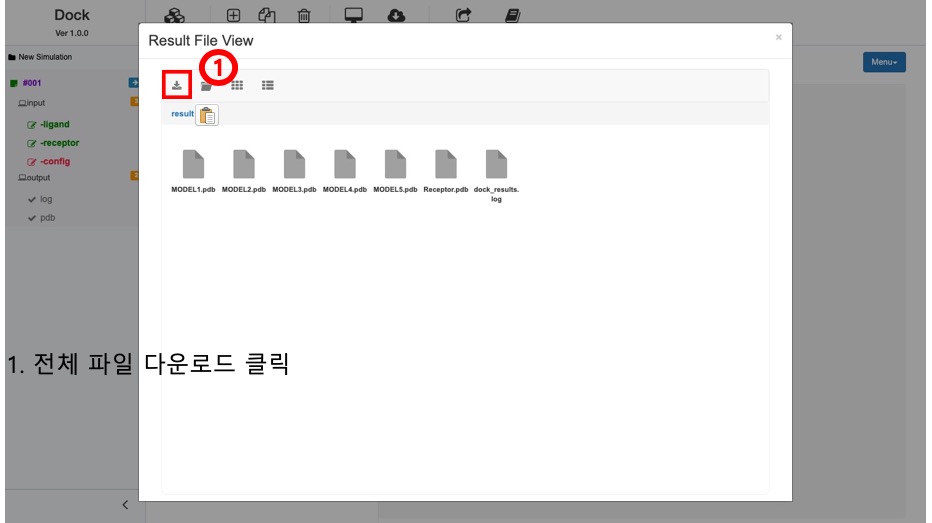 Dock
Ver 1.0.0
New Simulation
#001
input
-ligand
-receptor
-config
output
log
pdb
Result File View
×
Menu
1
result
MODEL1.pdb MODEL2.pdb MODEL3.pdb MODEL4.pdb MODEL5.pdb Receptor.pdb dock_results.
log
1. 전체 파일 다운로드 클릭